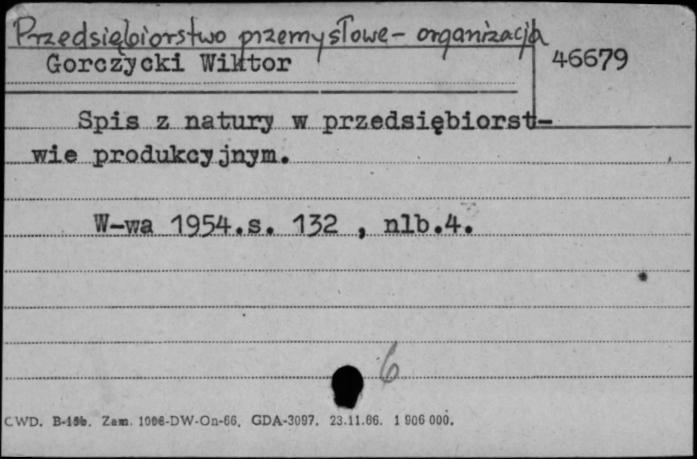 Przedsiębiorstwo przemysłowe - organizacja
Gorczycki Wiktor
46679
Spis z natury w przedsiębiorst-
wie produkcyjnym.
W-wa 1954.s. 132 , nlb.4.
6
CWD. Zam. 1006-DW-On-66. GDA-3097. 23.11.66. 1 906 000.